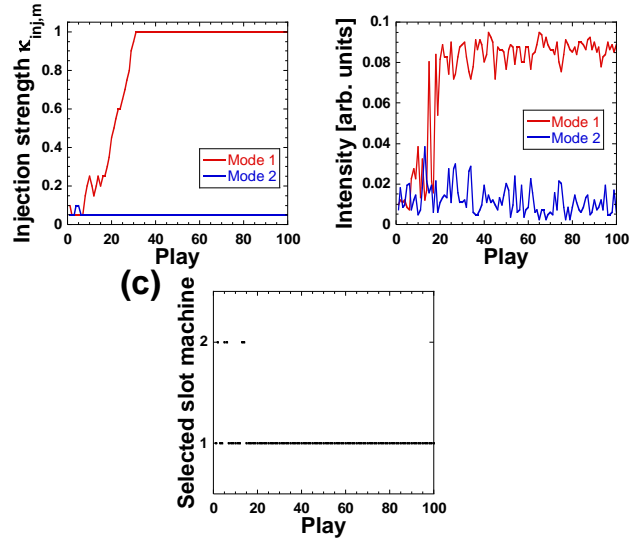 Injection strength κinj,m
1
0.8
0.6
0.4
0.2
0
0 20 40 60 80 100
Play
Mode 1
Mode 2
Intensity [arb. units]
0.1
0.08
0.06
0.04
0.02
0
0 20 40 60 80 100
Play
Mode 1
Mode 2
(c)
Selected slot machine
2
1
0 20 40 60 80 100
Play